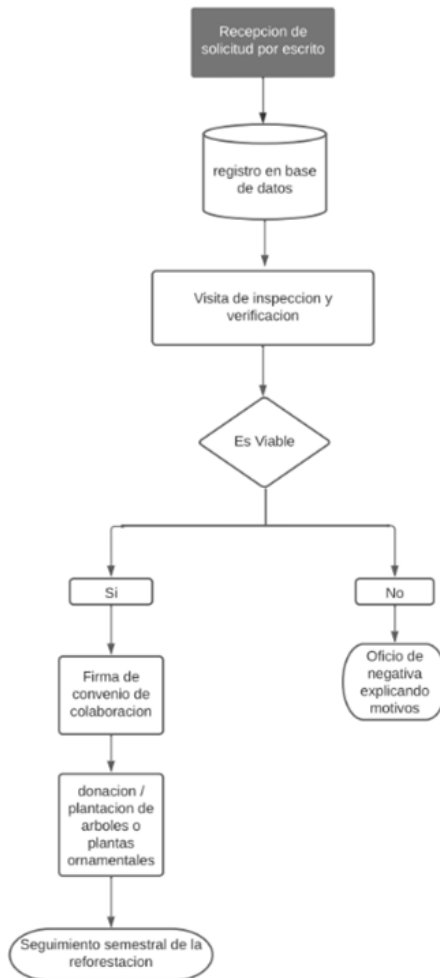 Recepcion de
solicitud por escrito
registro en base
de datos
Visita de inspeccion y
verificacion
Es Viable
Si
No
Firma de
convenio de
colaboracion
Oficio de
negativa
explicando
motivos
donacion /
plantacion de
arboles o
plantas
ornamentales
Seguimiento semestral de la
reforestacion